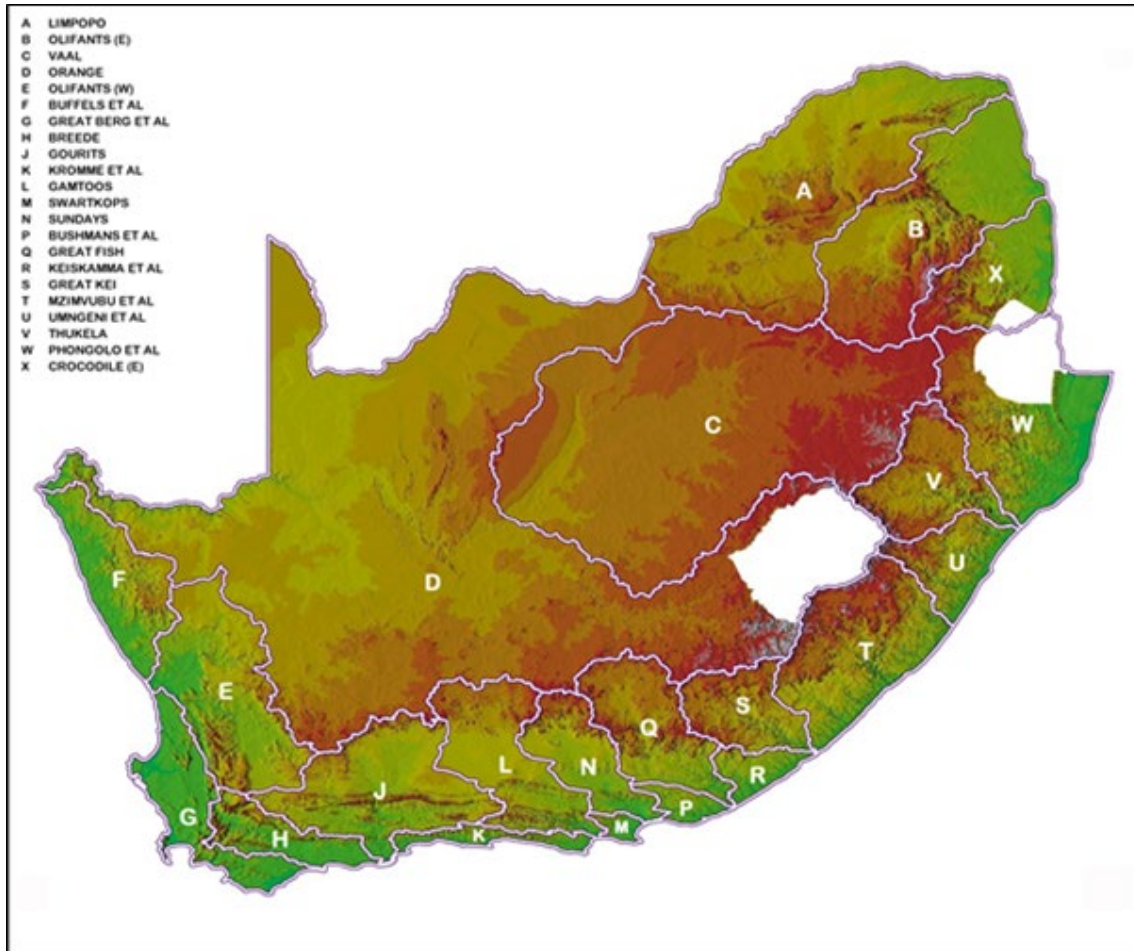 A LIMPOPO
B OLIFANTS (E)
C VAAL
D ORANGE
E OLIFANTS (W)
F BUFFELS ET AL
G GREAT BERG ET AL
H BREEDE
J GOURITS
K KROMME ET AL
L GAMTOOS
M SWARTKOPS
N SUNDAYS
P BUSHMANS ET AL
Q GREAT FISH
R KEISKAMMA ET AL
S GREAT KEI
T MZIMVUBU ET AL
U UMNGENI ET AL
V THUKELA
W PHONGOLO ET AL
X CROCODILE (E)
A
B
X
C
W
V
D
F
U
T
E
S
Q
L
N
R
J
P
G
M
K
H